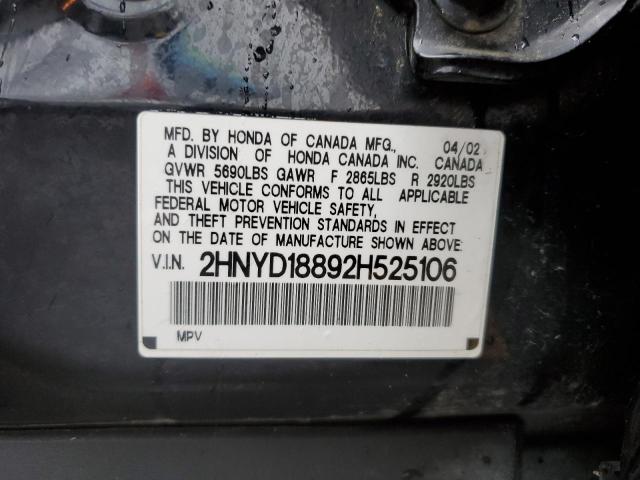 MFD. BY HONDA OF CANADA MFG., 04/02
A DIVISION OF HONDA CANADA INC. CANADA
GVWR 5690LBS GAWR F 2865LBS R 2920LBS
THIS VEHICLE CONFORMS TO ALL APPLICABLE
FEDERAL MOTOR VEHICLE SAFETY,
AND THEFT PREVENTION STANDARDS IN EFFECT
ON THE DATE OF MANUFACTURE SHOWN ABOVE.
V.I.N. 2HNYD18892H525106
MPV